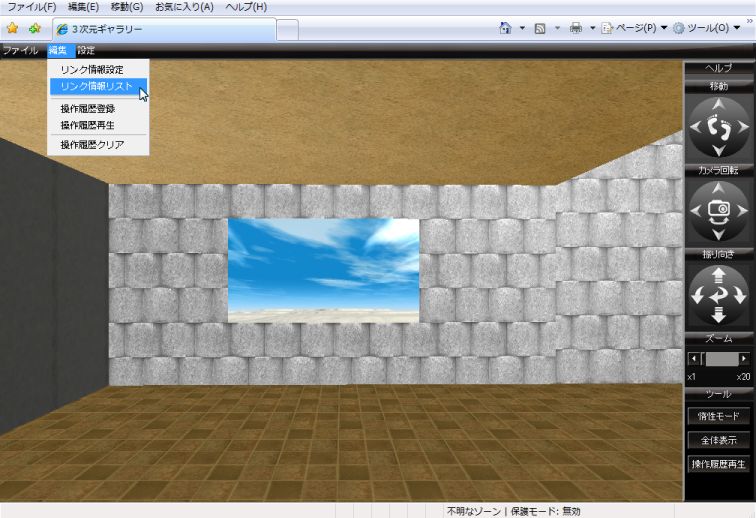 ファイル(F) 編集(E) 移動(G) お気に入り(A) ヘルプ(H)
３次元ギャラリー
ページ(P) ツール(O)
ファイル 編集 設定
リンク情報設定
リンク情報リスト
操作履歴登録
操作履歴再生
操作履歴クリア
ヘルプ
移動
カメラ回転
振り向き
ズーム
x1 x20
ツール
惰性モード
全体表示
操作履歴再生
不明なゾーン | 保護モード: 無効